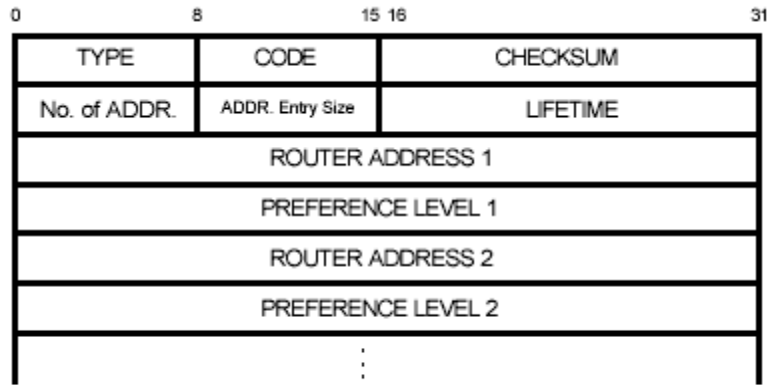 0 8 15 16 31
TYPE CODE CHECKSUM
No. of ADDR. ADDR. Entry Size LIFETIME
ROUTER ADDRESS 1
PREFERENCE LEVEL 1
ROUTER ADDRESS 2
PREFERENCE LEVEL 2